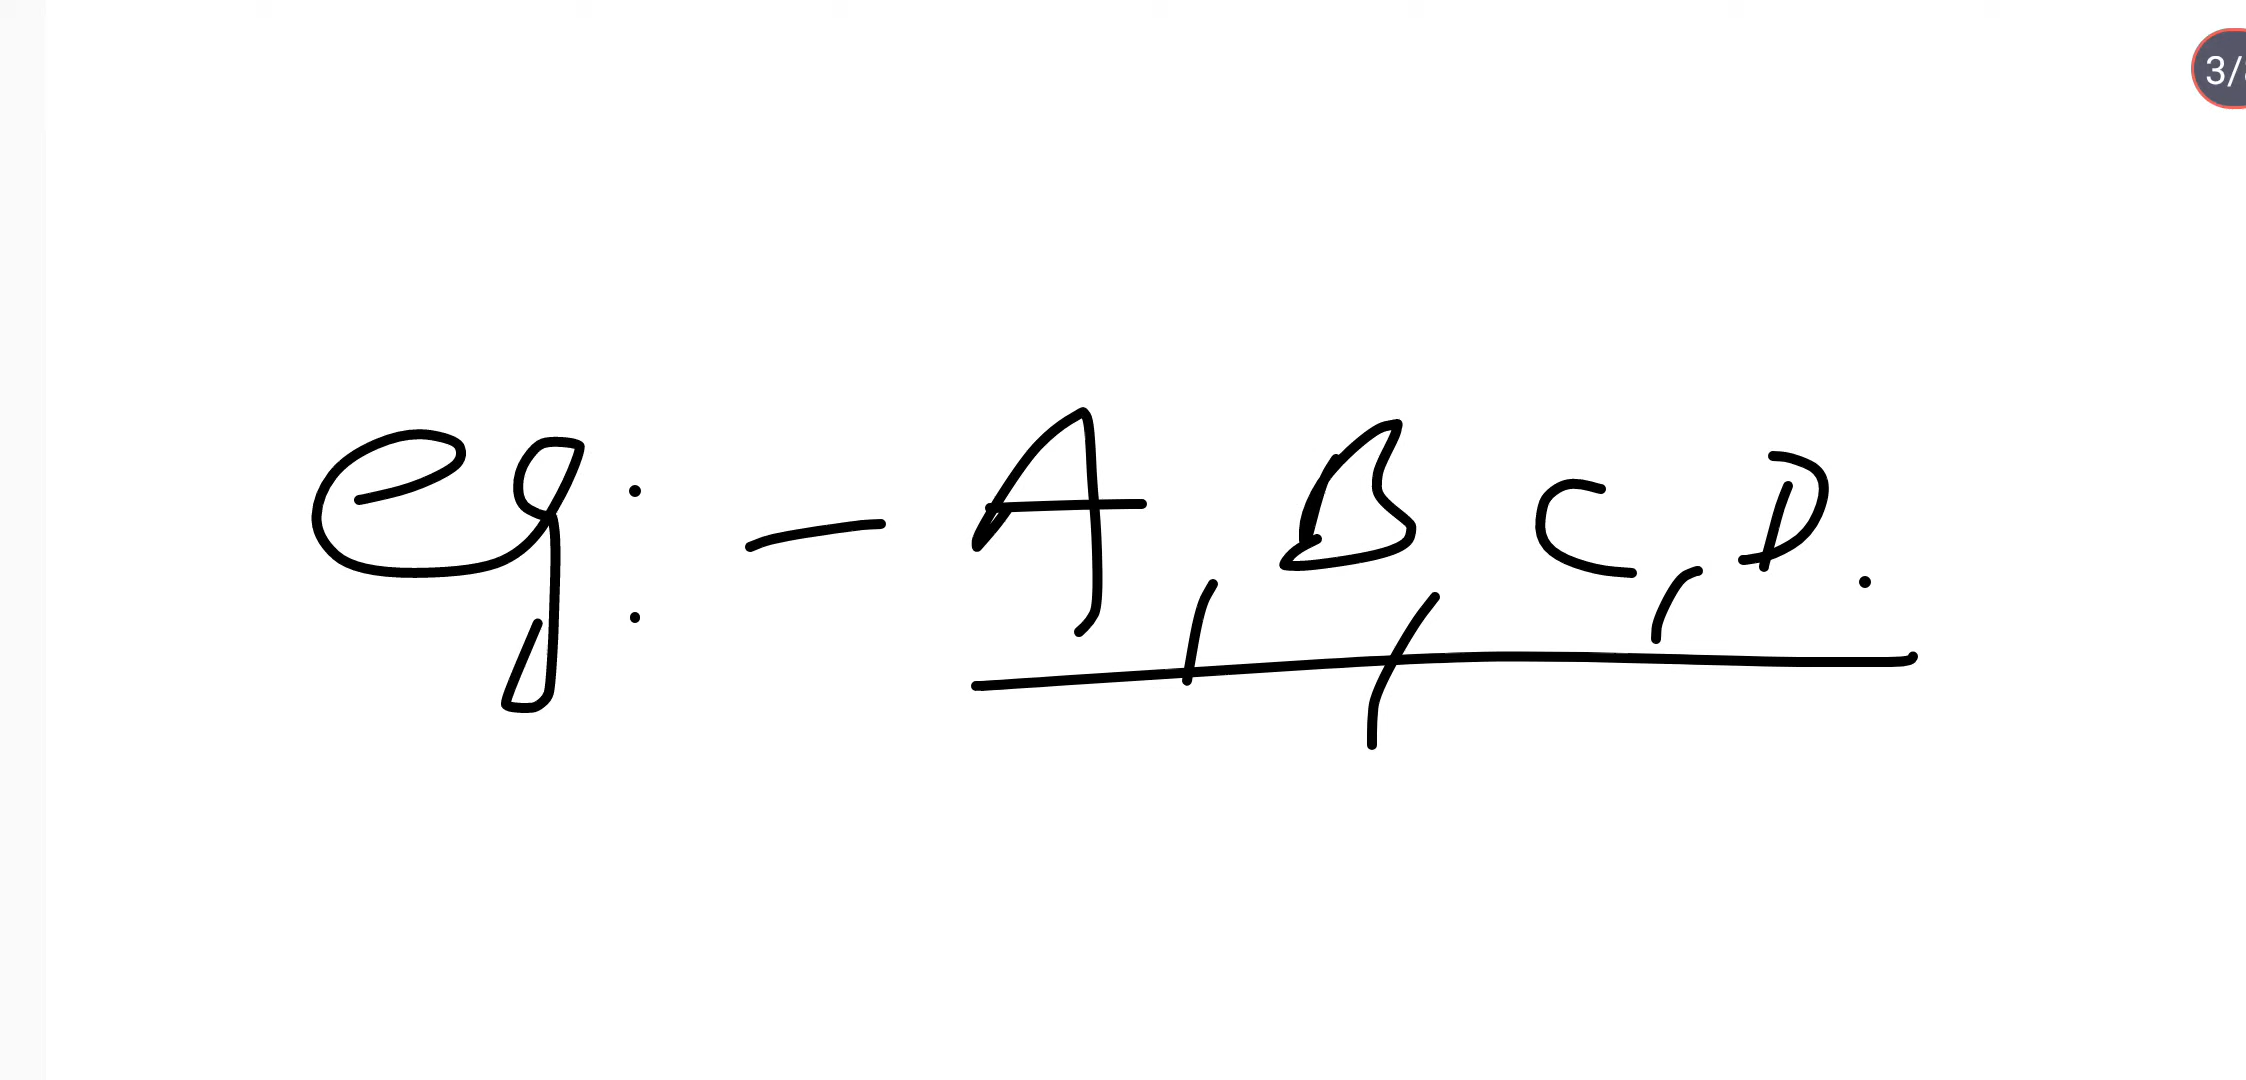 3/
eg:- A, B, C, D.